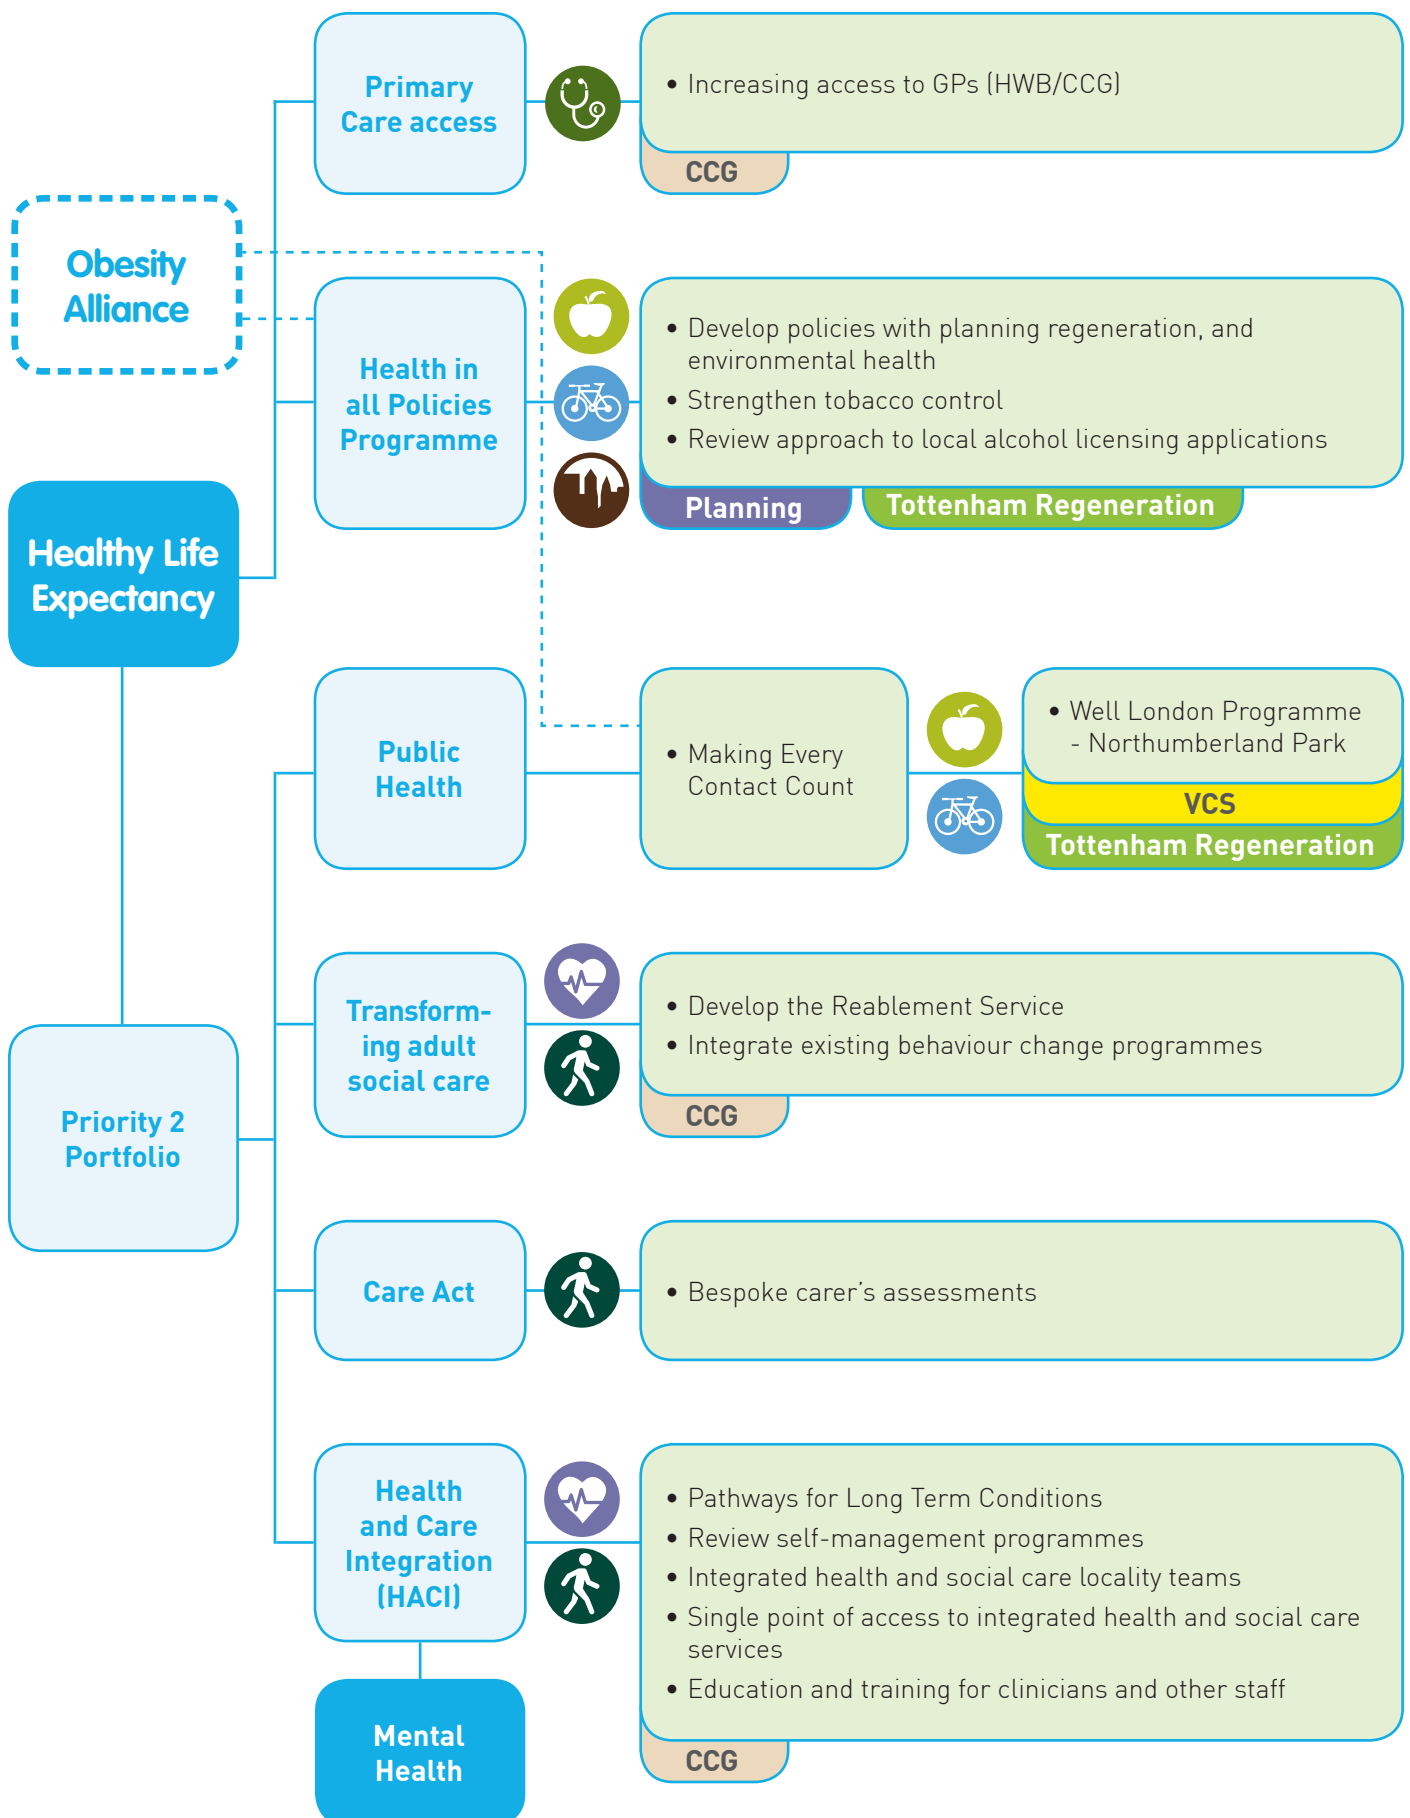 Primary
Care access
• Increasing access to GPs (HWB/CCG)
CCG
Obesity
Alliance
Health in
all Policies
Programme
• Develop policies with planning regeneration, and
environmental health
• Strengthen tobacco control
• Review approach to local alcohol licensing applications
Planning
Tottenham Regeneration
Healthy Life
Expectancy
Public
Health
• Making Every
Contact Count
• Well London Programme
- Northumberland Park
VCS
Tottenham Regeneration
Transform-
ing adult
social care
• Develop the Reablement Service
• Integrate existing behaviour change programmes
CCG
Priority 2
Portfolio
Care Act
• Bespoke carer’s assessments
Health
and Care
Integration
(HACI)
• Pathways for Long Term Conditions
• Review self-management programmes
• Integrated health and social care locality teams
• Single point of access to integrated health and social care
services
• Education and training for clinicians and other staff
CCG
Mental
Health